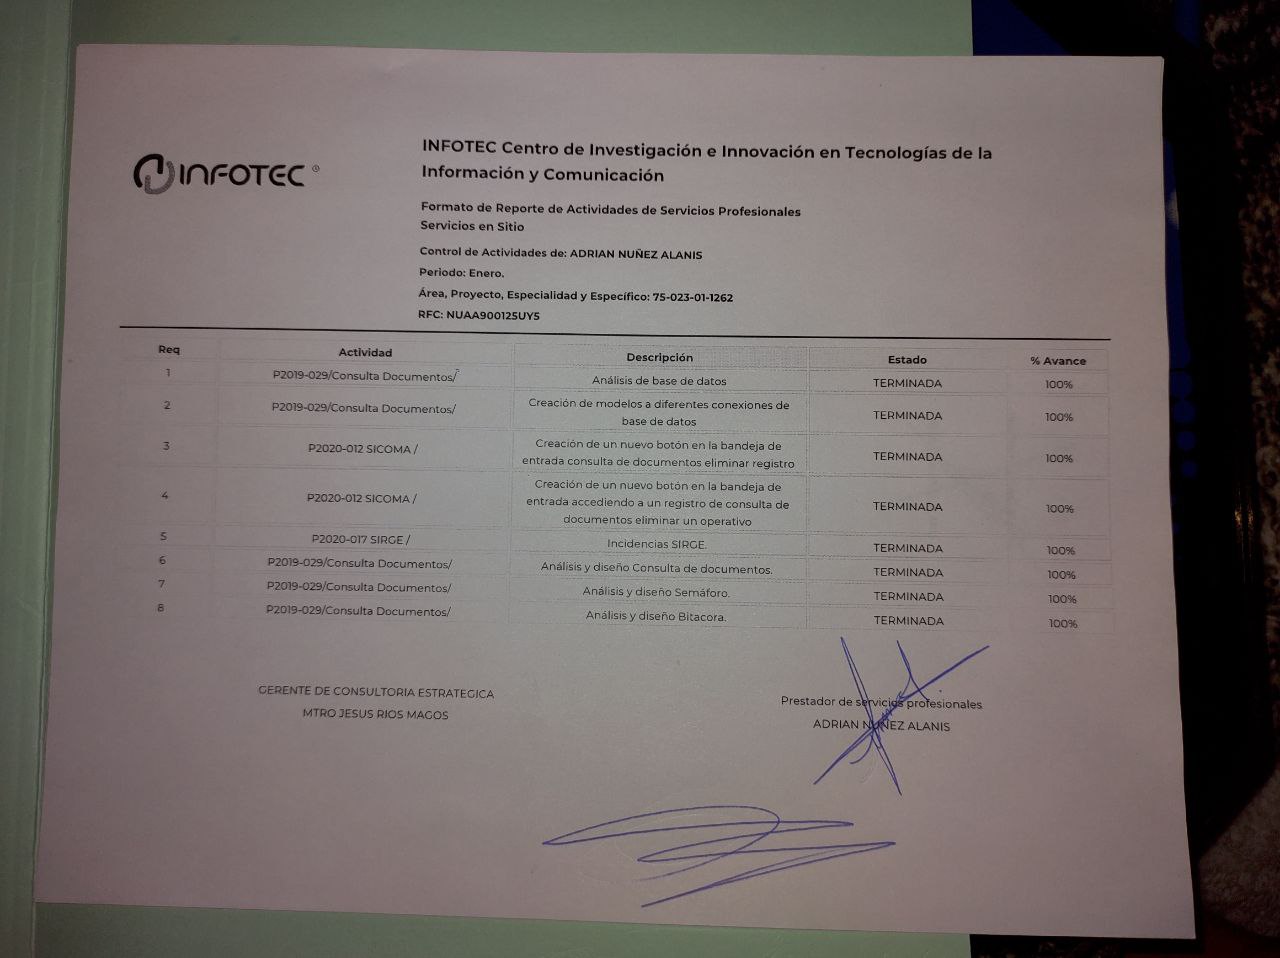 INFOTEC ®
INFOTEC Centro de Investigación e Innovación en Tecnologías de la
Información y Comunicación
Formato de Reporte de Actividades de Servicios Profesionales
Servicios en Sitio
Control de Actividades de: ADRIAN NUÑEZ ALANIS
Periodo: Enero.
Área, Proyecto, Especialidad y Específico: 75-023-01-1262
RFC: NUAA900125UY5
Req Actividad Descripción Estado % Avance
1 P2019-029/Consulta Documentos/ Análisis de base de datos TERMINADA 100%
2 P2019-029/Consulta Documentos/ Creación de modelos a diferentes conexiones de
base de datos TERMINADA 100%
3 P2020-012 SICOMA / Creación de un nuevo botón en la bandeja de
entrada consulta de documentos eliminar registro TERMINADA 100%
4 P2020-012 SICOMA / Creación de un nuevo botón en la bandeja de
entrada accediendo a un registro de consulta de
documentos eliminar un operativo TERMINADA 100%
5 P2020-017 SIRGE / Incidencias SIRGE. TERMINADA 100%
6 P2019-029/Consulta Documentos/ Análisis y diseño Consulta de documentos. TERMINADA 100%
7 P2019-029/Consulta Documentos/ Análisis y diseño Semáforo. TERMINADA 100%
8 P2019-029/Consulta Documentos/ Análisis y diseño Bitacora. TERMINADA 100%
GERENTE DE CONSULTORIA ESTRATEGICA
MTRO JESUS RIOS MAGOS
Prestador de servicios profesionales
ADRIAN NUÑEZ ALANIS